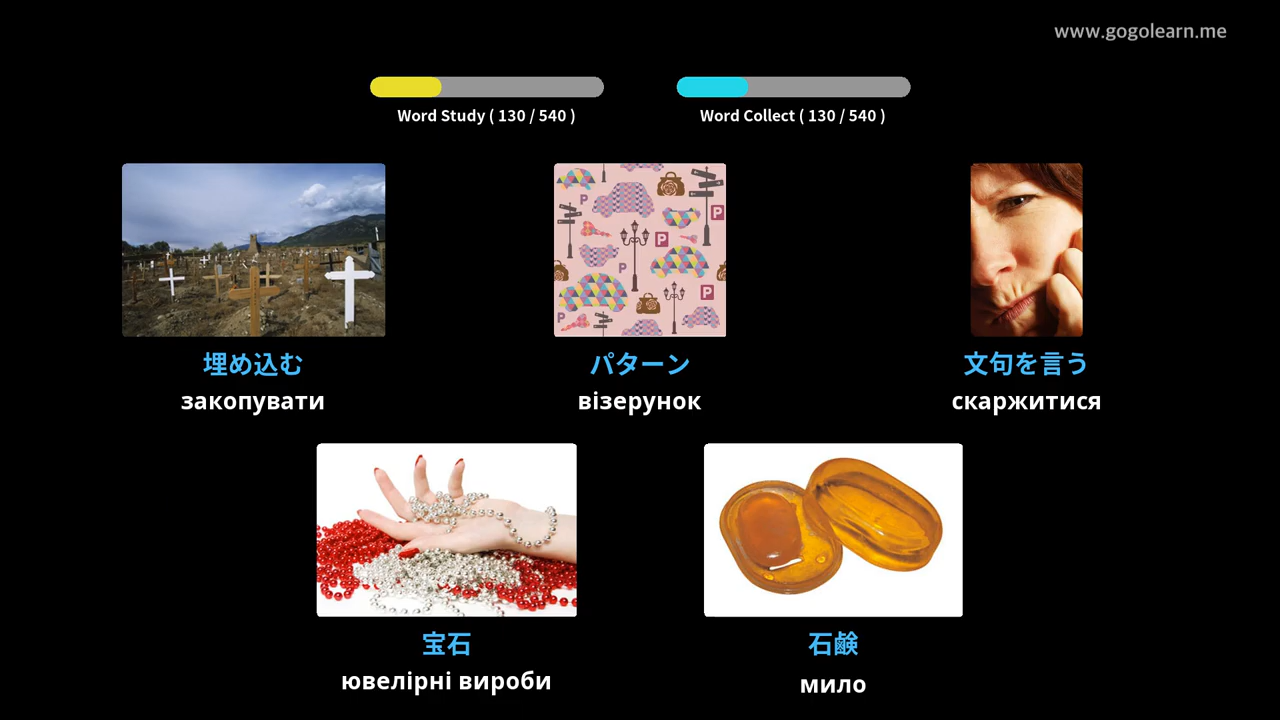 www.gogolearn.me
Word Study ( 130 / 540 )
Word Collect ( 130 / 540 )
埋め込む
パターン
文句を言う
закопувати
візерунок
скаржитися
宝石
石鹸
ювелірні вироби
мило